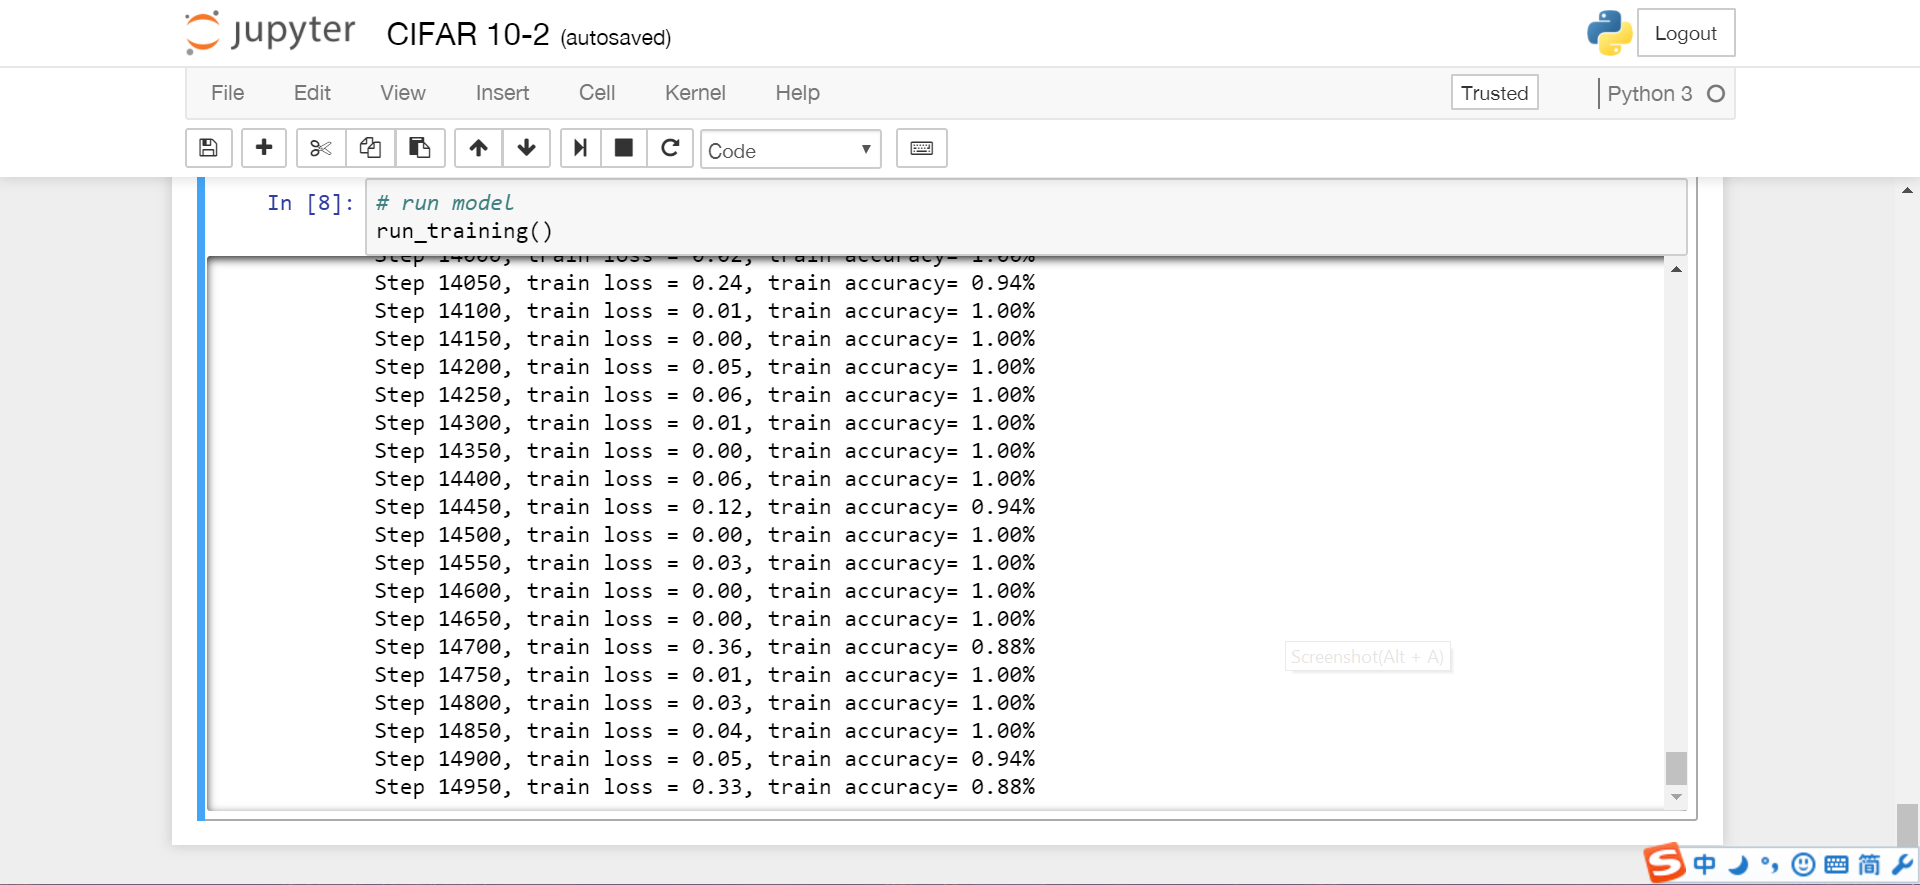 jupyter CIFAR 10-2 (autosaved) Logout
File Edit View Insert Cell Kernel Help Trusted Python 3
Code
In [8]: # run model
run_training()
Step 14000, train loss = 0.02, train accuracy= 1.00%
Step 14050, train loss = 0.24, train accuracy= 0.94%
Step 14100, train loss = 0.01, train accuracy= 1.00%
Step 14150, train loss = 0.00, train accuracy= 1.00%
Step 14200, train loss = 0.05, train accuracy= 1.00%
Step 14250, train loss = 0.06, train accuracy= 1.00%
Step 14300, train loss = 0.01, train accuracy= 1.00%
Step 14350, train loss = 0.00, train accuracy= 1.00%
Step 14400, train loss = 0.06, train accuracy= 1.00%
Step 14450, train loss = 0.12, train accuracy= 0.94%
Step 14500, train loss = 0.00, train accuracy= 1.00%
Step 14550, train loss = 0.03, train accuracy= 1.00%
Step 14600, train loss = 0.00, train accuracy= 1.00%
Step 14650, train loss = 0.00, train accuracy= 1.00%
Step 14700, train loss = 0.36, train accuracy= 0.88%
Screenshot(Alt + A)
Step 14750, train loss = 0.01, train accuracy= 1.00%
Step 14800, train loss = 0.03, train accuracy= 1.00%
Step 14850, train loss = 0.04, train accuracy= 1.00%
Step 14900, train loss = 0.05, train accuracy= 0.94%
Step 14950, train loss = 0.33, train accuracy= 0.88%
S 中 简